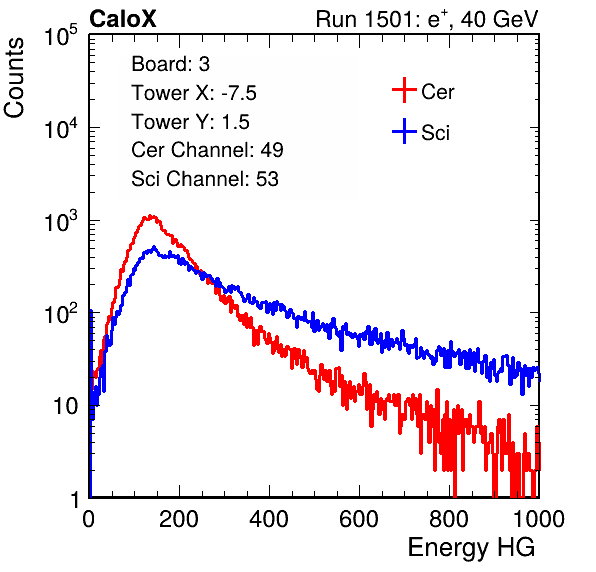 CaloX Run 1501: e⁺, 40 GeV
Counts
Board: 3
Tower X: -7.5
Tower Y: 1.5
Cer Channel: 49
Sci Channel: 53
Cer
Sci
10⁵
10⁴
10³
10²
10
1
0 200 400 600 800 1000
Energy HG